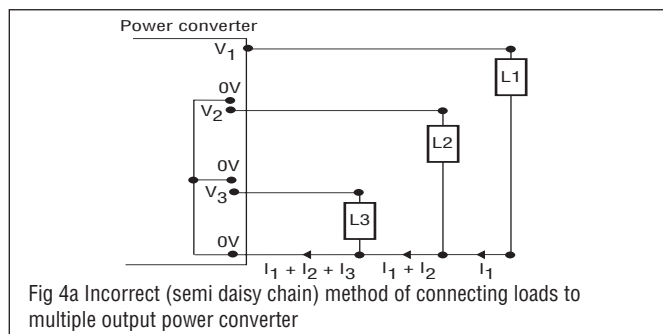 Power converter
V1
L1
0V
V2
L2
0V
V3
L3
0V
I1 + I2 + I3
I1 + I2
I1
Fig 4a Incorrect (semi daisy chain) method of connecting loads to
multiple output power converter